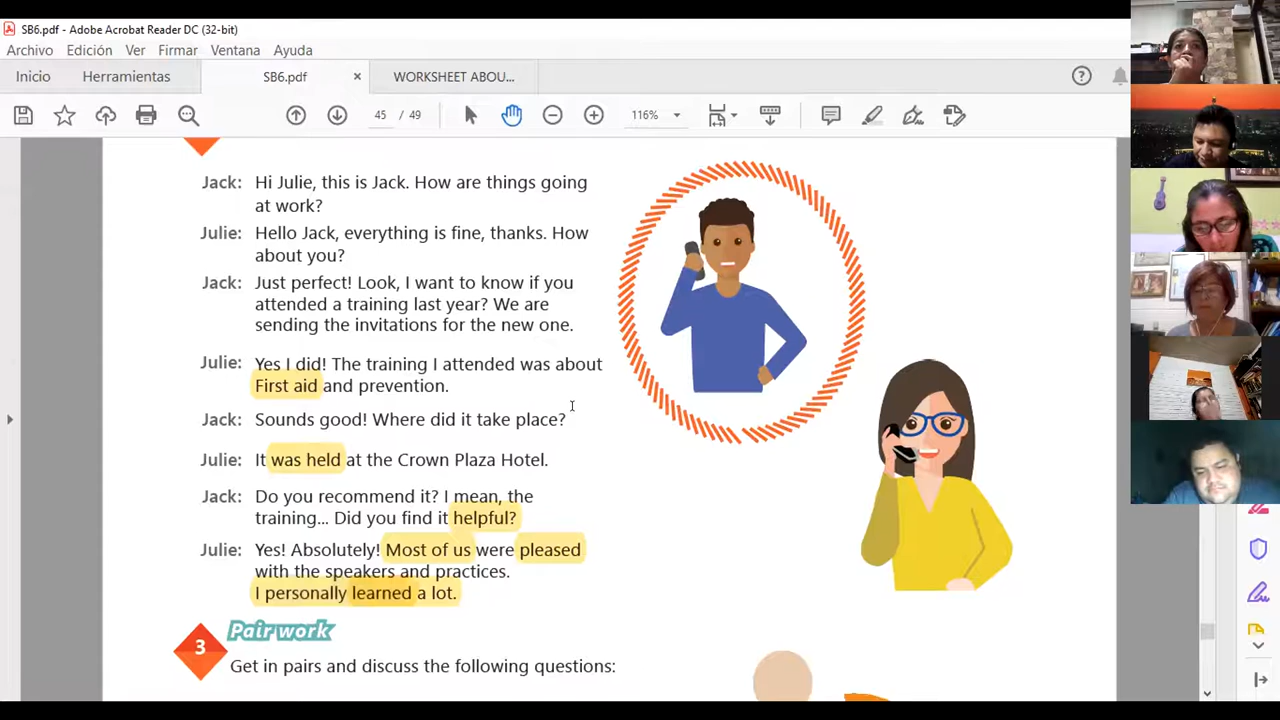 SB6.pdf - Adobe Acrobat Reader DC (32-bit)
Archivo Edición Ver Firmar Ventana Ayuda
Inicio Herramientas SB6.pdf × WORKSHEET ABOU...
45 / 49 116%
Jack: Hi Julie, this is Jack. How are things going
at work?
Julie: Hello Jack, everything is fine, thanks. How
about you?
Jack: Just perfect! Look, I want to know if you
attended a training last year? We are
sending the invitations for the new one.
Julie: Yes I did! The training I attended was about
First aid and prevention.
Jack: Sounds good! Where did it take place?
Julie: It was held at the Crown Plaza Hotel.
Jack: Do you recommend it? I mean, the
training... Did you find it helpful?
Julie: Yes! Absolutely! Most of us were pleased
with the speakers and practices.
I personally learned a lot.
3 Pair work
Get in pairs and discuss the following questions: